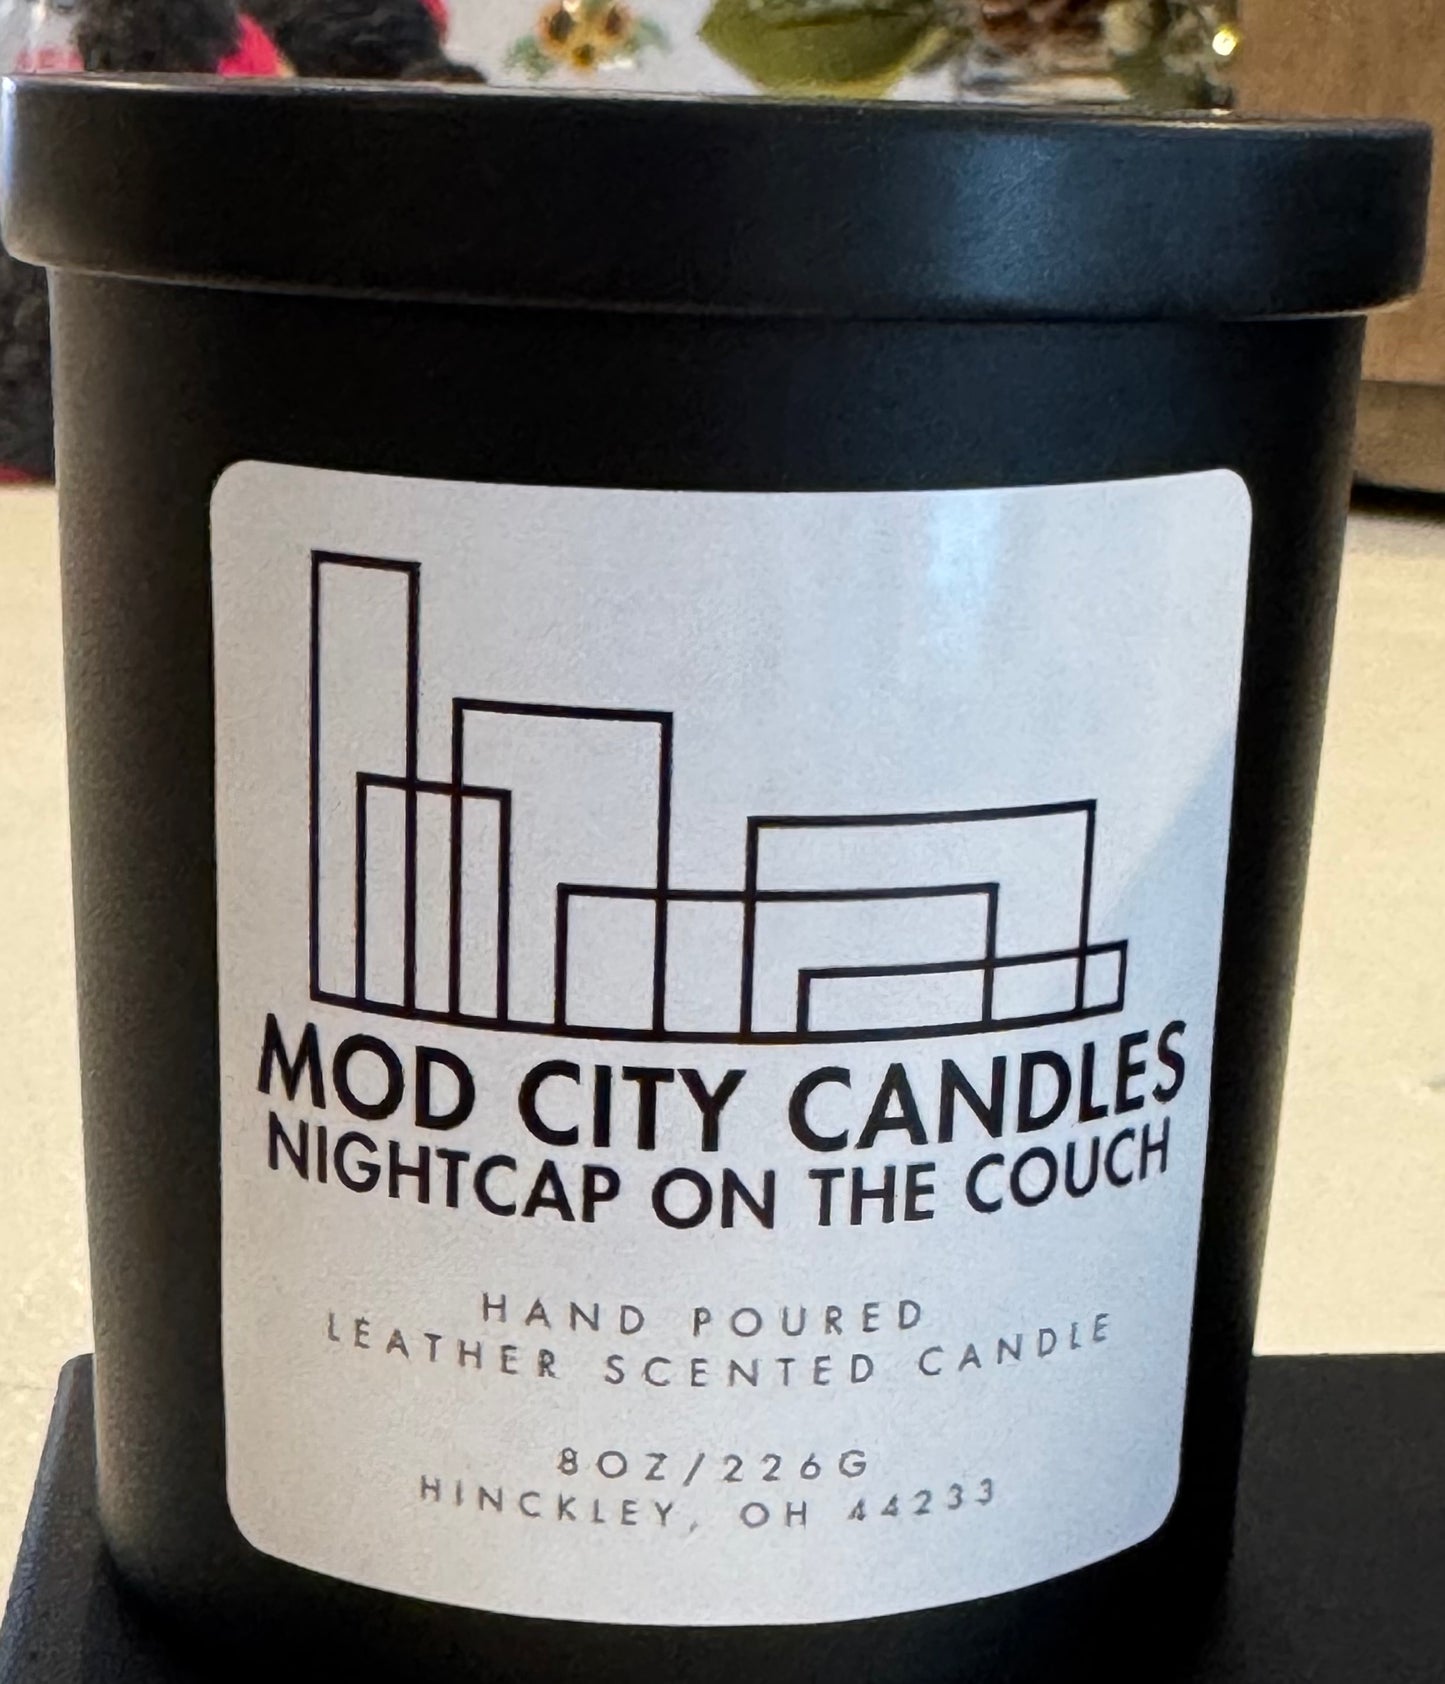 MOD CITY CANDLES
NIGHTCAP ON THE COUCH
HAND POURED
LEATHER SCENTED CANDLE
8OZ/226G
HINCKLEY, OH 44233